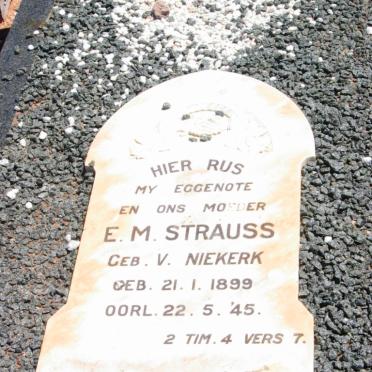 HIER RUS
MY EGGENOTE
EN ONS MOEDER
E. M. STRAUSS
GEB. V. NIEKERK
GEB. 21. 1. 1899
OORL. 22. 5. '45.
2 TIM. 4 VERS 7.